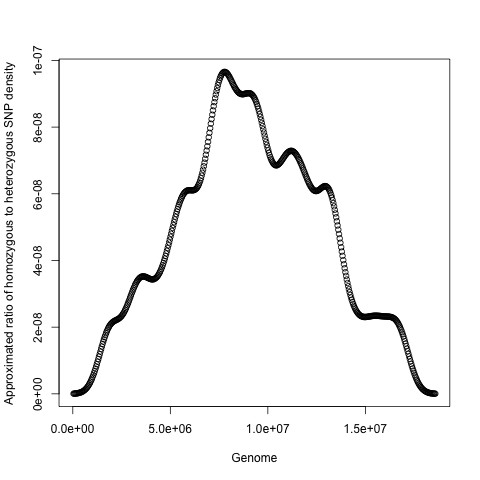 Approximated ratio of homozygous to heterozygous SNP density
1e-07
8e-08
6e-08
4e-08
2e-08
0e+00
0.0e+00 5.0e+06 1.0e+07 1.5e+07
Genome